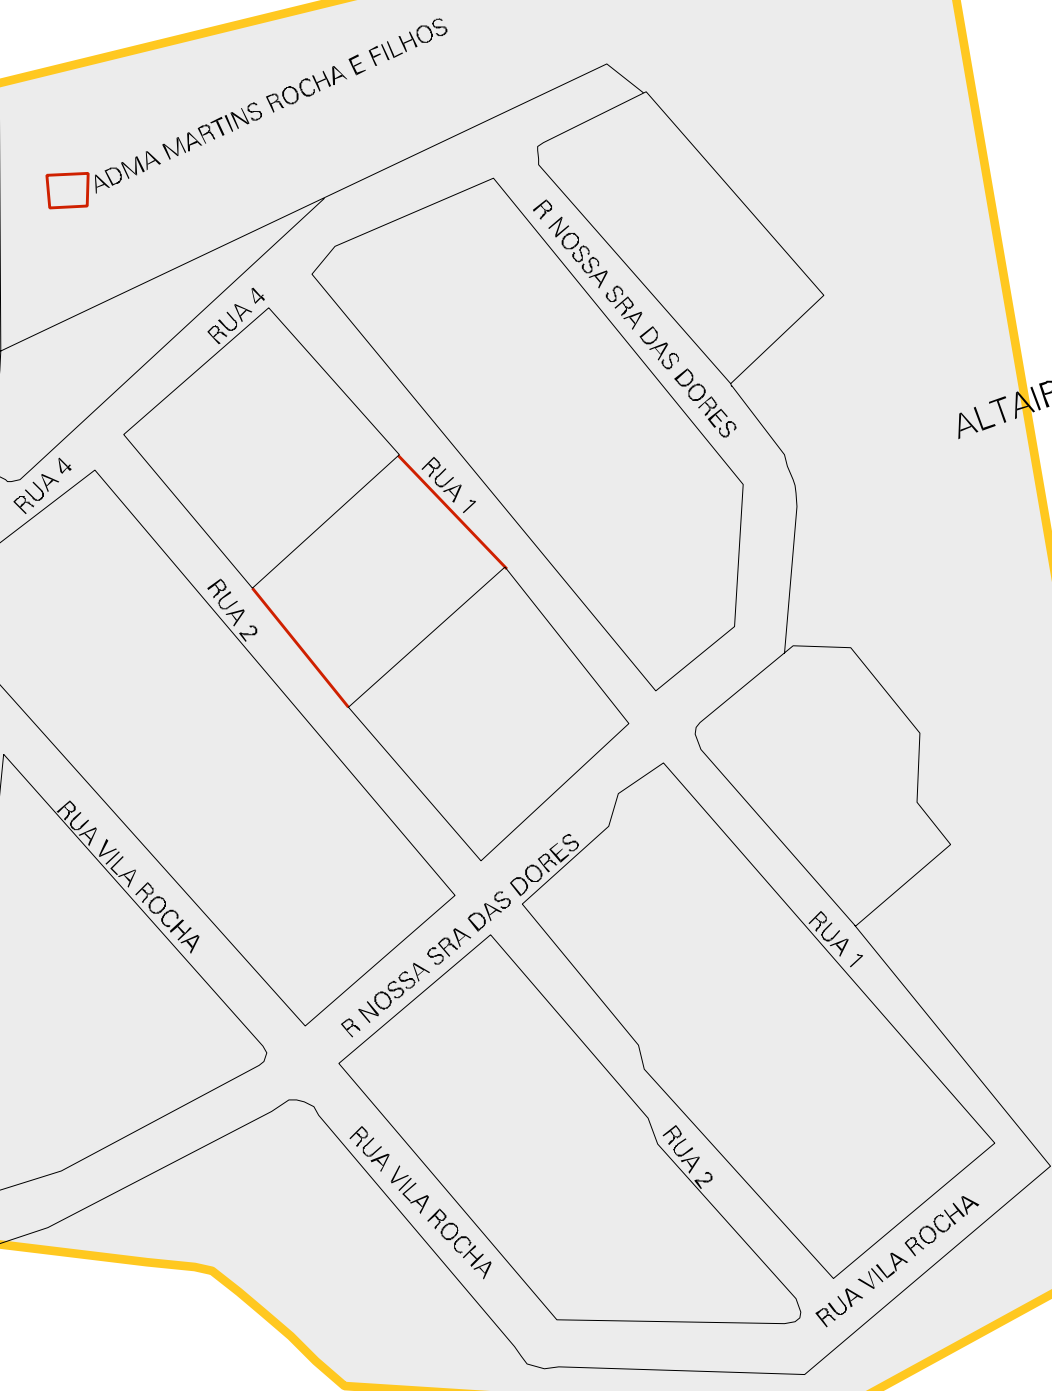 ADMA MARTINS ROCHA E FILHOS
R NOSSA SRA DAS DORES
RUA 4
ALTAIR
RUA 4
RUA 1
RUA 2
RUA VILA ROCHA
R NOSSA SRA DAS DORES
RUA 1
RUA VILA ROCHA
RUA 2
RUA VILA ROCHA